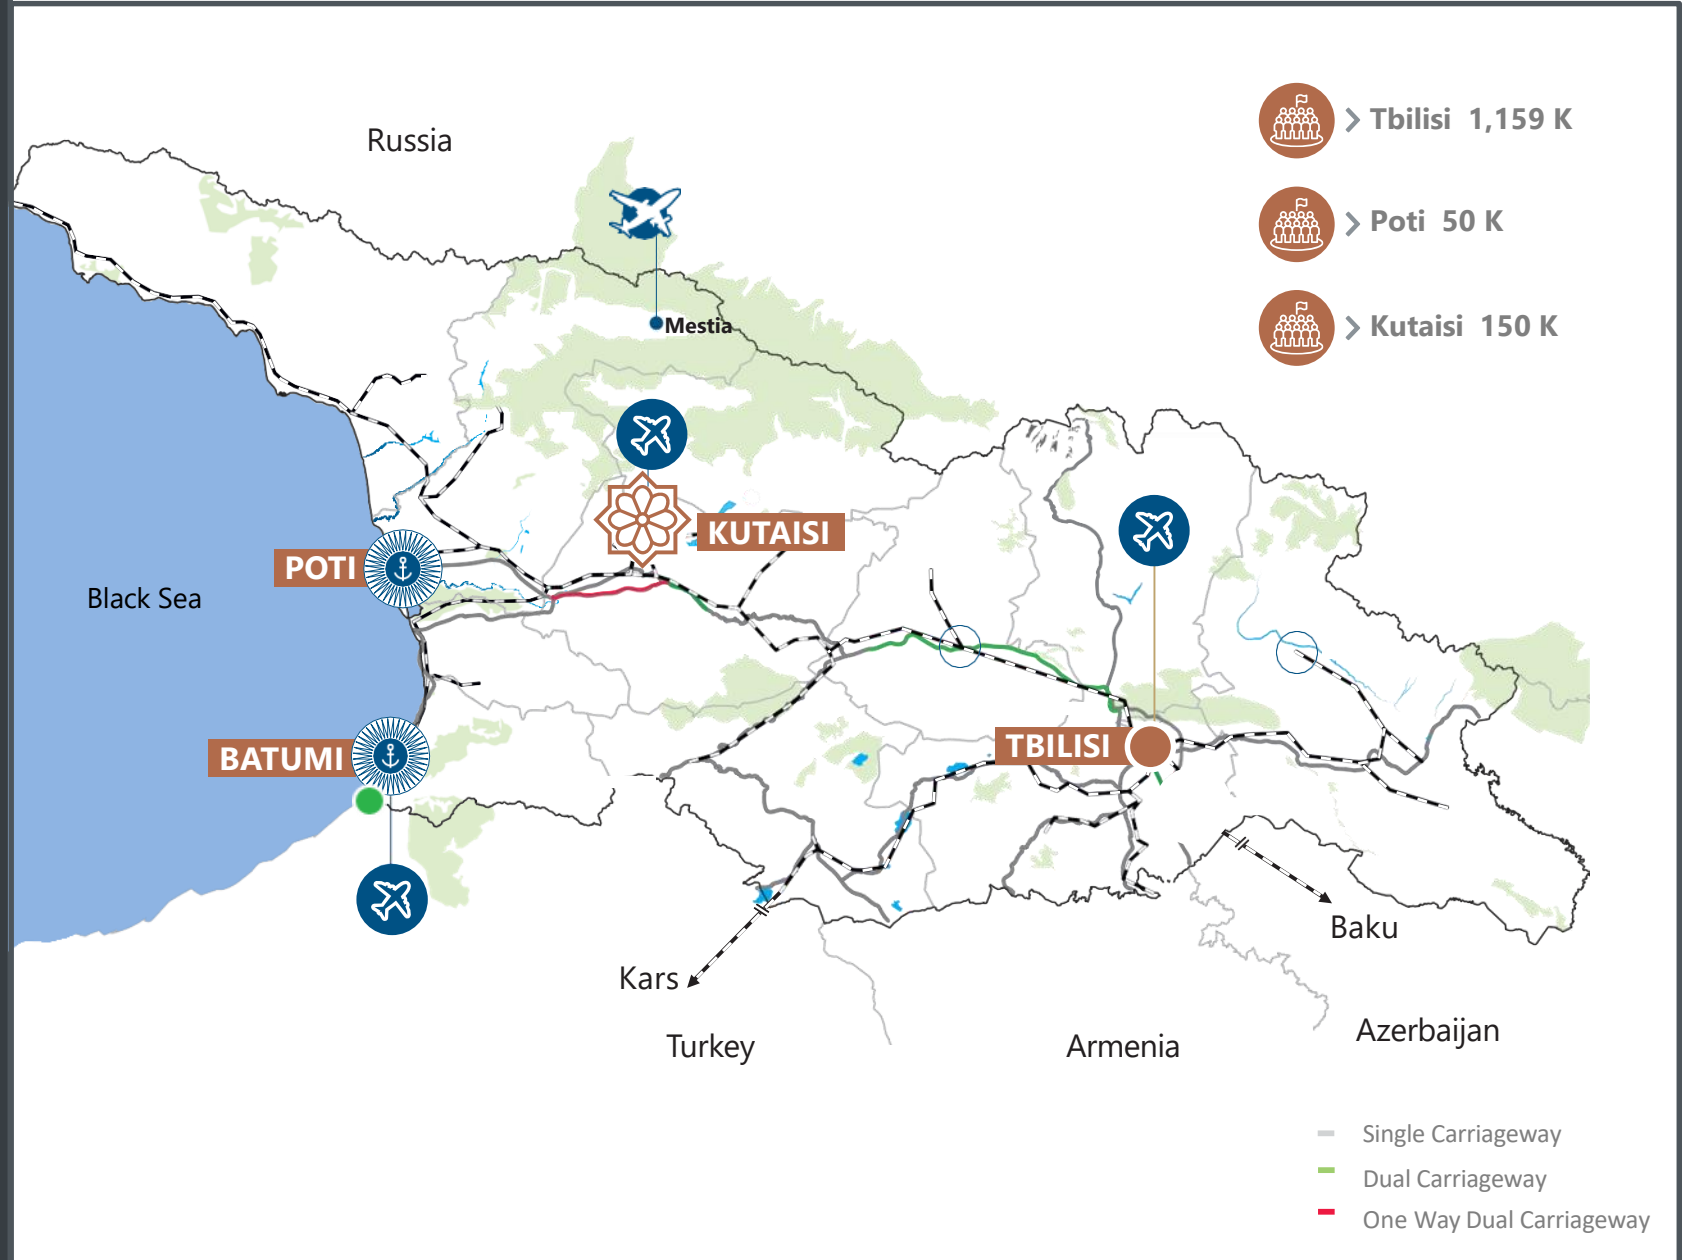 Russia
Tbilisi 1,159 K
Poti 50 K
Kutaisi 150 K
Mestia
KUTAISI
POTI
Black Sea
BATUMI
TBILISI
Baku
Kars
Turkey
Armenia
Azerbaijan
Single Carriageway
Dual Carriageway
One Way Dual Carriageway